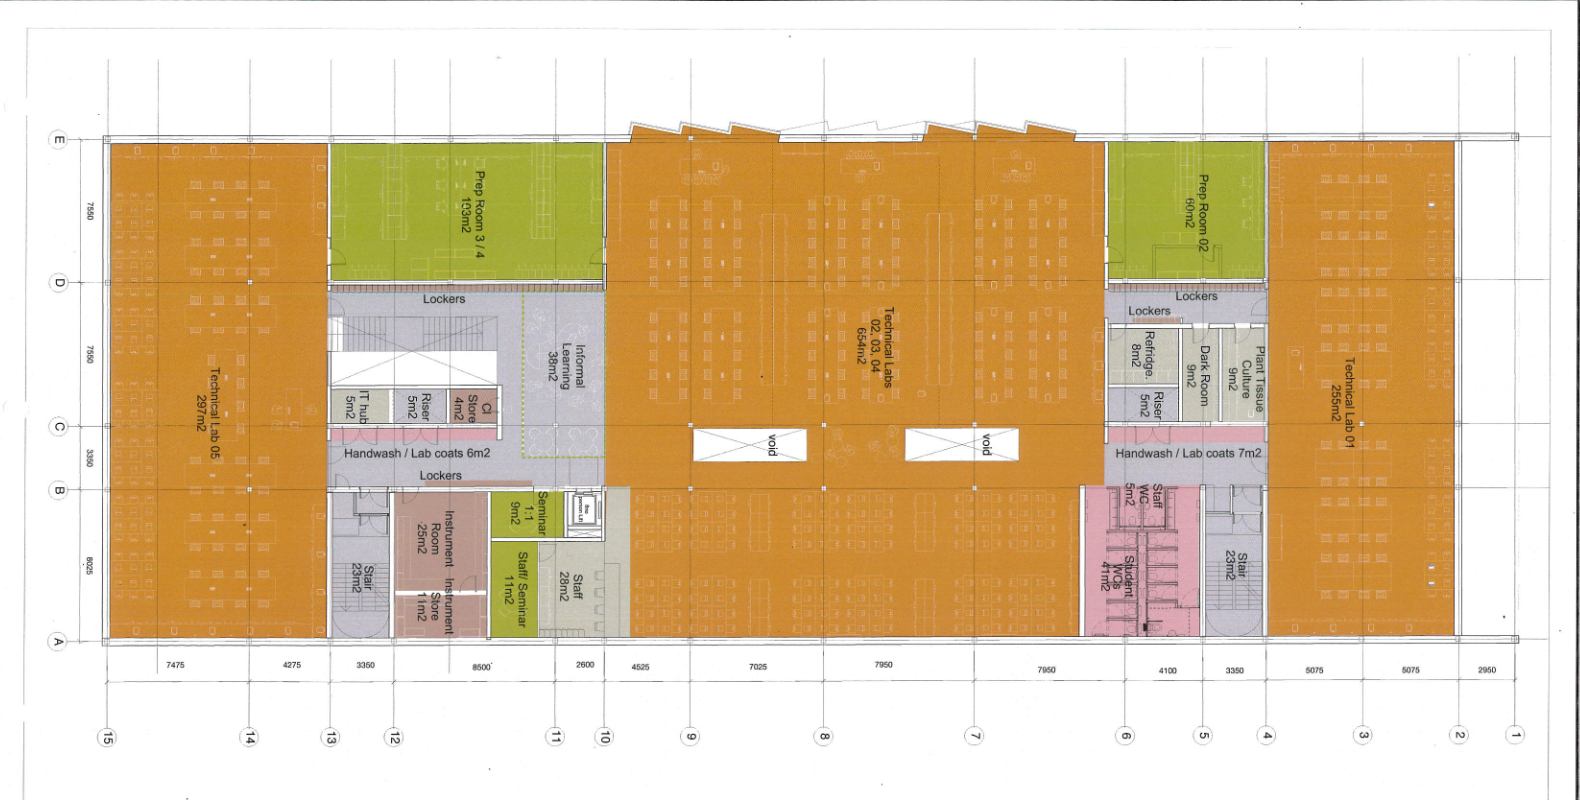 E
D
C
B
A
7550
7550
3350
8025
Technical Lab 05
297m2
Prep Room 3 / 4
103m2
Lockers
Informal
Learning
38m2
IT hub
5m2
Riser
5m2
Cl
Store
4m2
Handwash / Lab coats 6m2
Lockers
Stair
23m2
Instrument
Room
25m2
Instrument
Store
11m2
Seminar
1:1
9m2
Staff/ Seminar
11m2
Staff
28m2
Technical Labs
02, 03, 04
654m2
void
void
Prep Room 02
60m2
Lockers
Lockers
Refridge.
8m2
Dark Room
9m2
Plant Tissue
Culture
9m2
Riser
5m2
Handwash / Lab coats 7m2
Staff
WC
5m2
Student
WCs
41m2
Stair
23m2
Technical Lab 01
255m2
7475
4275
3350
8500
2600
4525
7025
7950
7950
4100
3350
5075
5075
2950
15
14
13
12
11
10
9
8
7
6
5
4
3
2
1